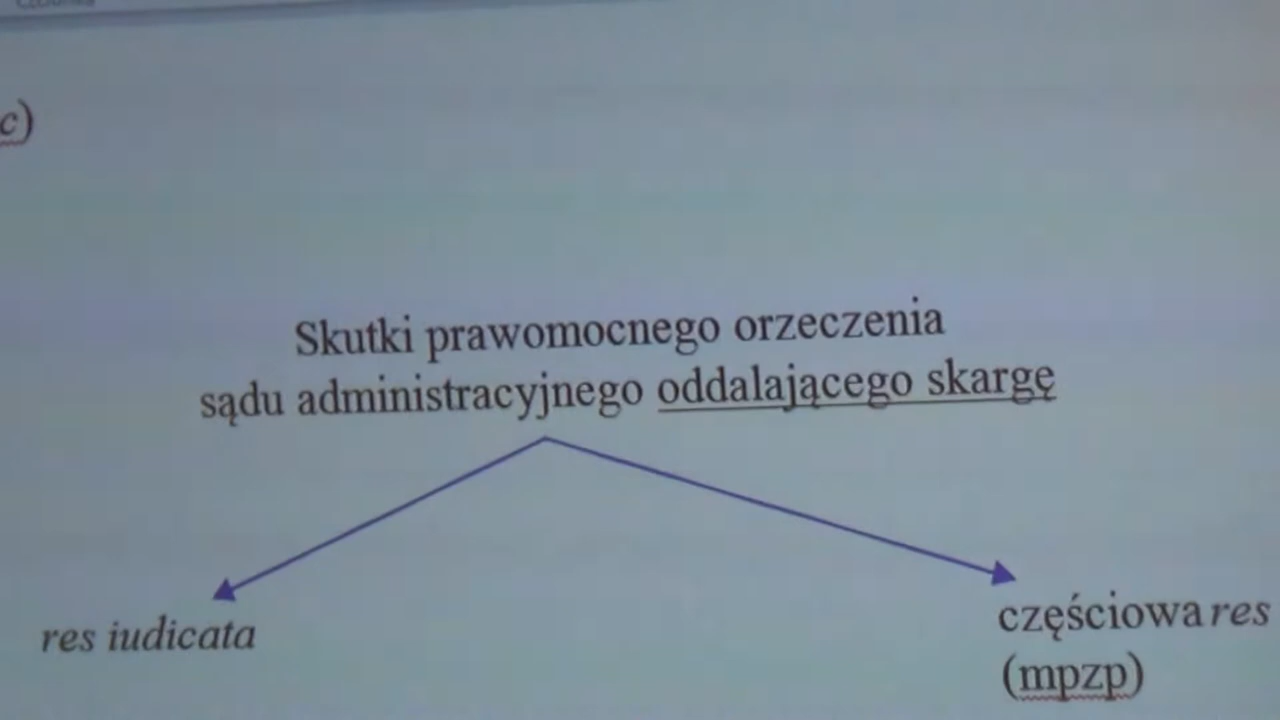 c)
Skutki prawomocnego orzeczenia
sądu administracyjnego oddalającego skargę
res iudicata
częściowa res
(mpzp)